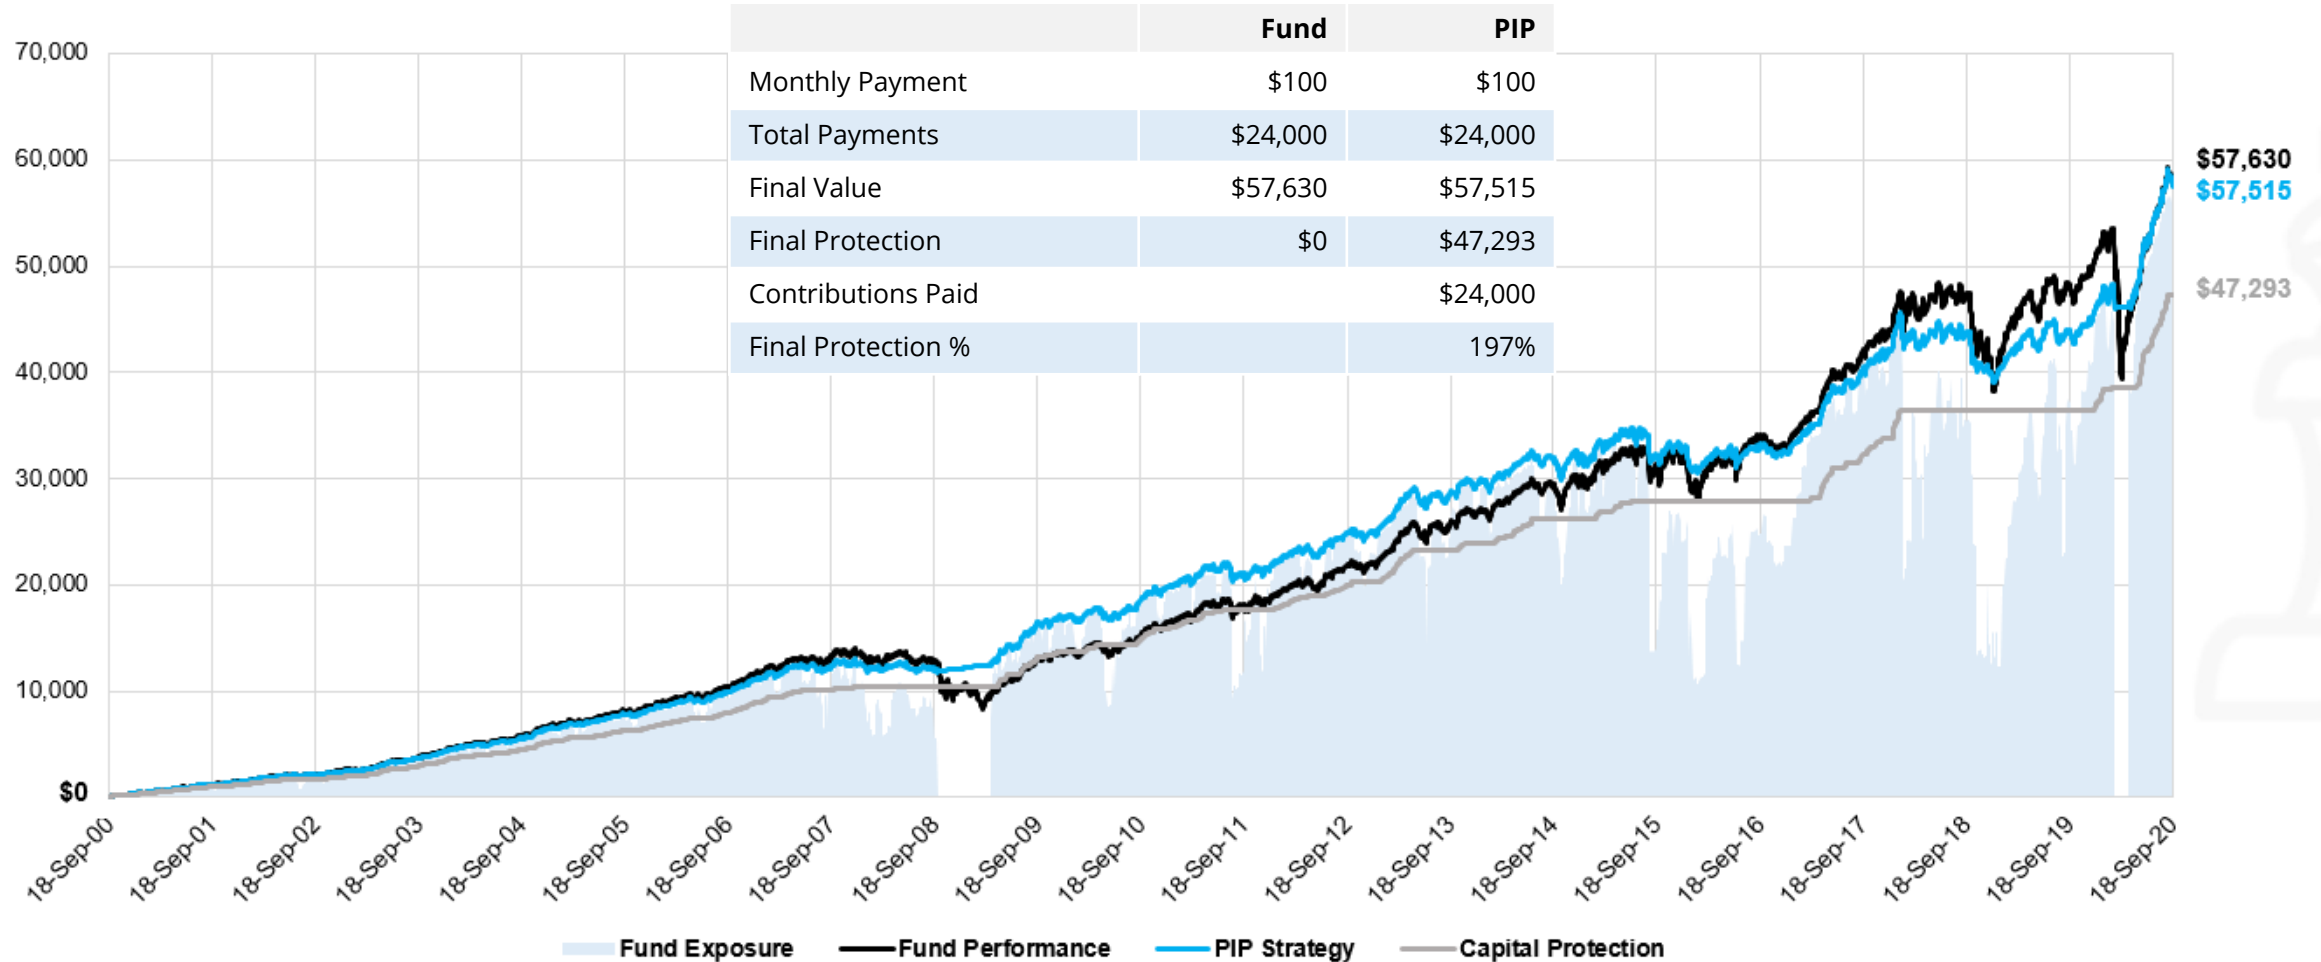 Fund PIP
Monthly Payment $100 $100
Total Payments $24,000 $24,000
Final Value $57,630 $57,515
Final Protection $0 $47,293
Contributions Paid $24,000
Final Protection % 197%
70,000
60,000
50,000
40,000
30,000
20,000
10,000
$0
$57,630
$57,515
$47,293
18-Sep-00
18-Sep-01
18-Sep-02
18-Sep-03
18-Sep-04
18-Sep-05
18-Sep-06
18-Sep-07
18-Sep-08
18-Sep-09
18-Sep-10
18-Sep-11
18-Sep-12
18-Sep-13
18-Sep-14
18-Sep-15
18-Sep-16
18-Sep-17
18-Sep-18
18-Sep-19
18-Sep-20
Fund Exposure Fund Performance PIP Strategy Capital Protection